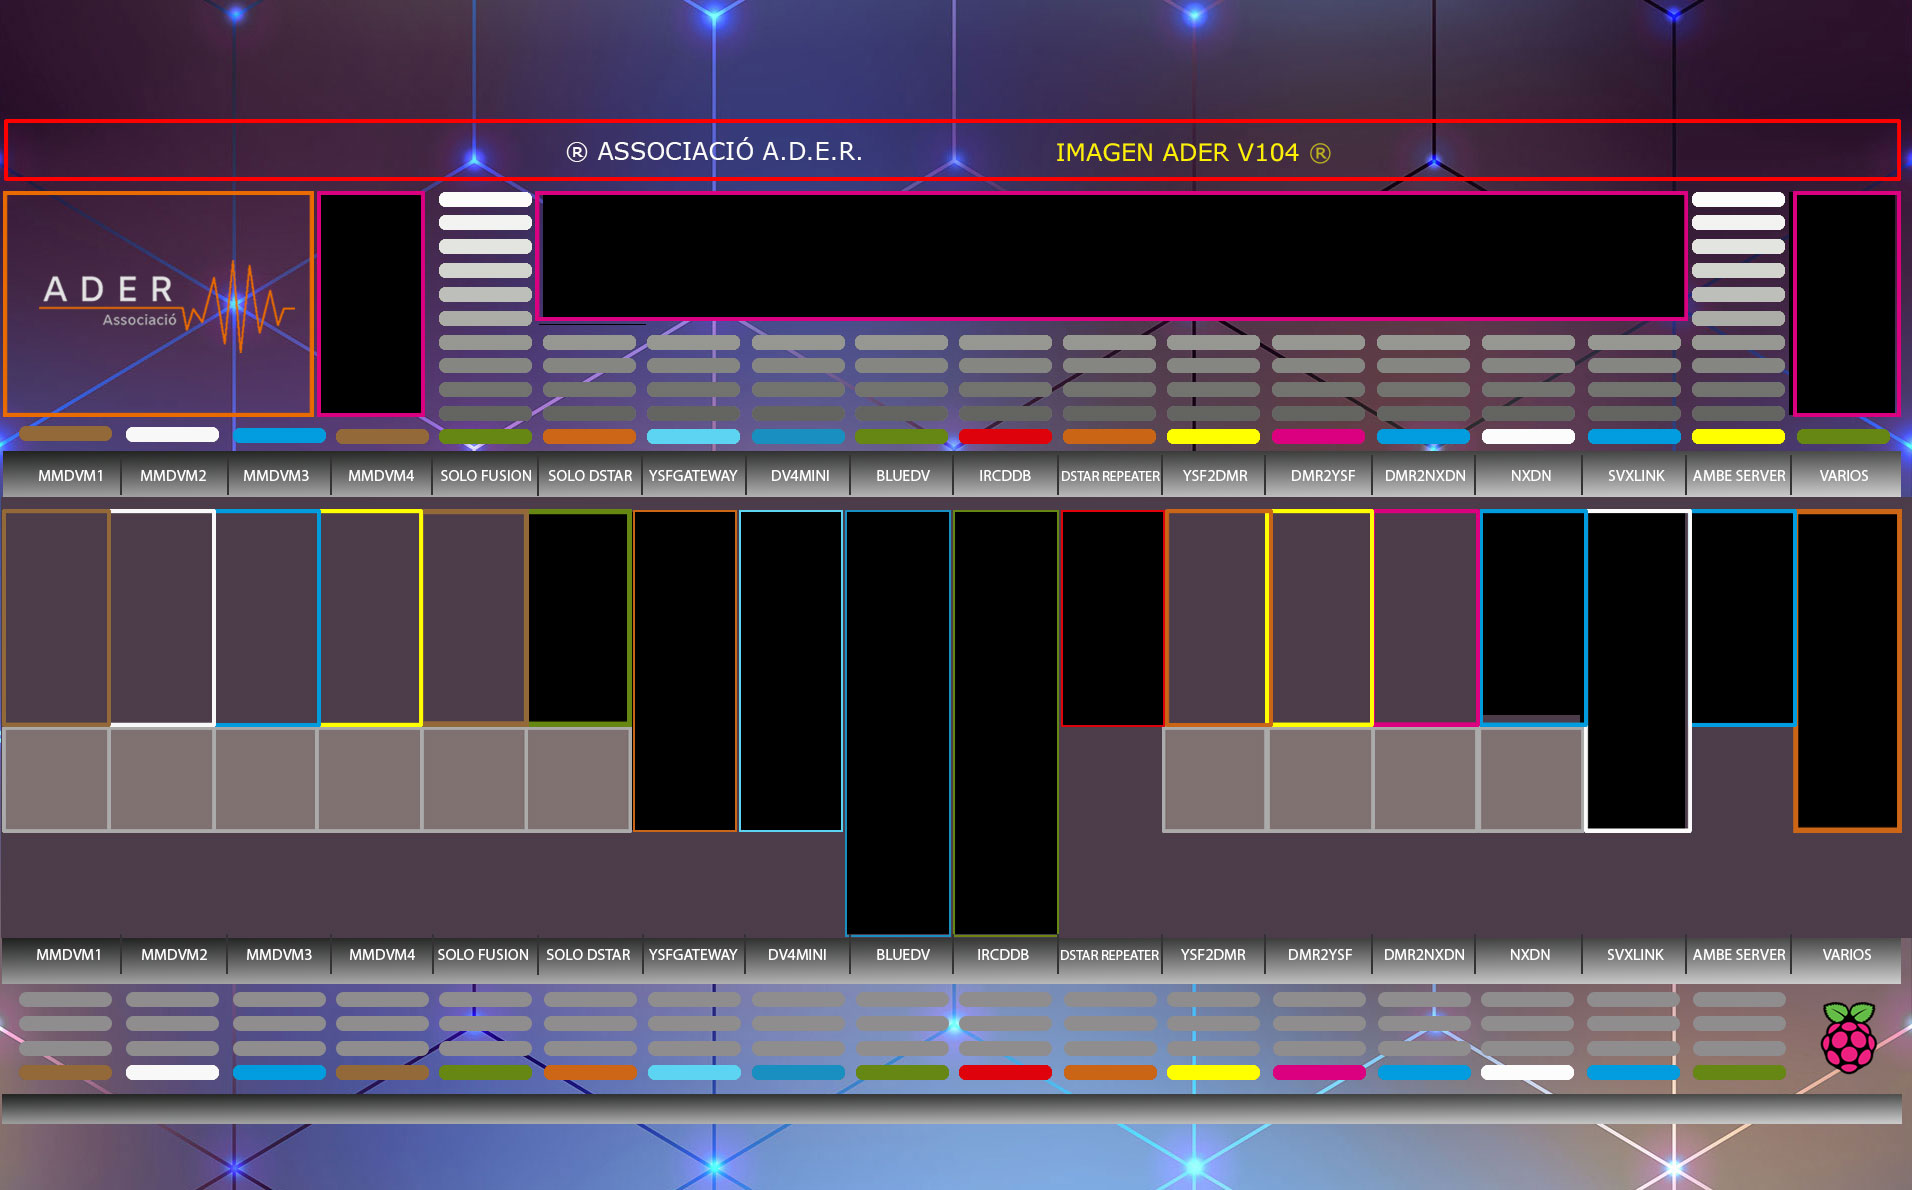 ® ASSOCIACIÓ A.D.E.R. IMAGEN ADER V104 ®
ADER
Associació
MMDVM1 MMDVM2 MMDVM3 MMDVM4 SOLO FUSION SOLO DSTAR YSFGATEWAY DV4MINI BLUEDV IRCDDB DSTAR REPEATER YSF2DMR DMR2YSF DMR2NXDN NXDN SVXLINK AMBE SERVER VARIOS
MMDVM1 MMDVM2 MMDVM3 MMDVM4 SOLO FUSION SOLO DSTAR YSFGATEWAY DV4MINI BLUEDV IRCDDB DSTAR REPEATER YSF2DMR DMR2YSF DMR2NXDN NXDN SVXLINK AMBE SERVER VARIOS